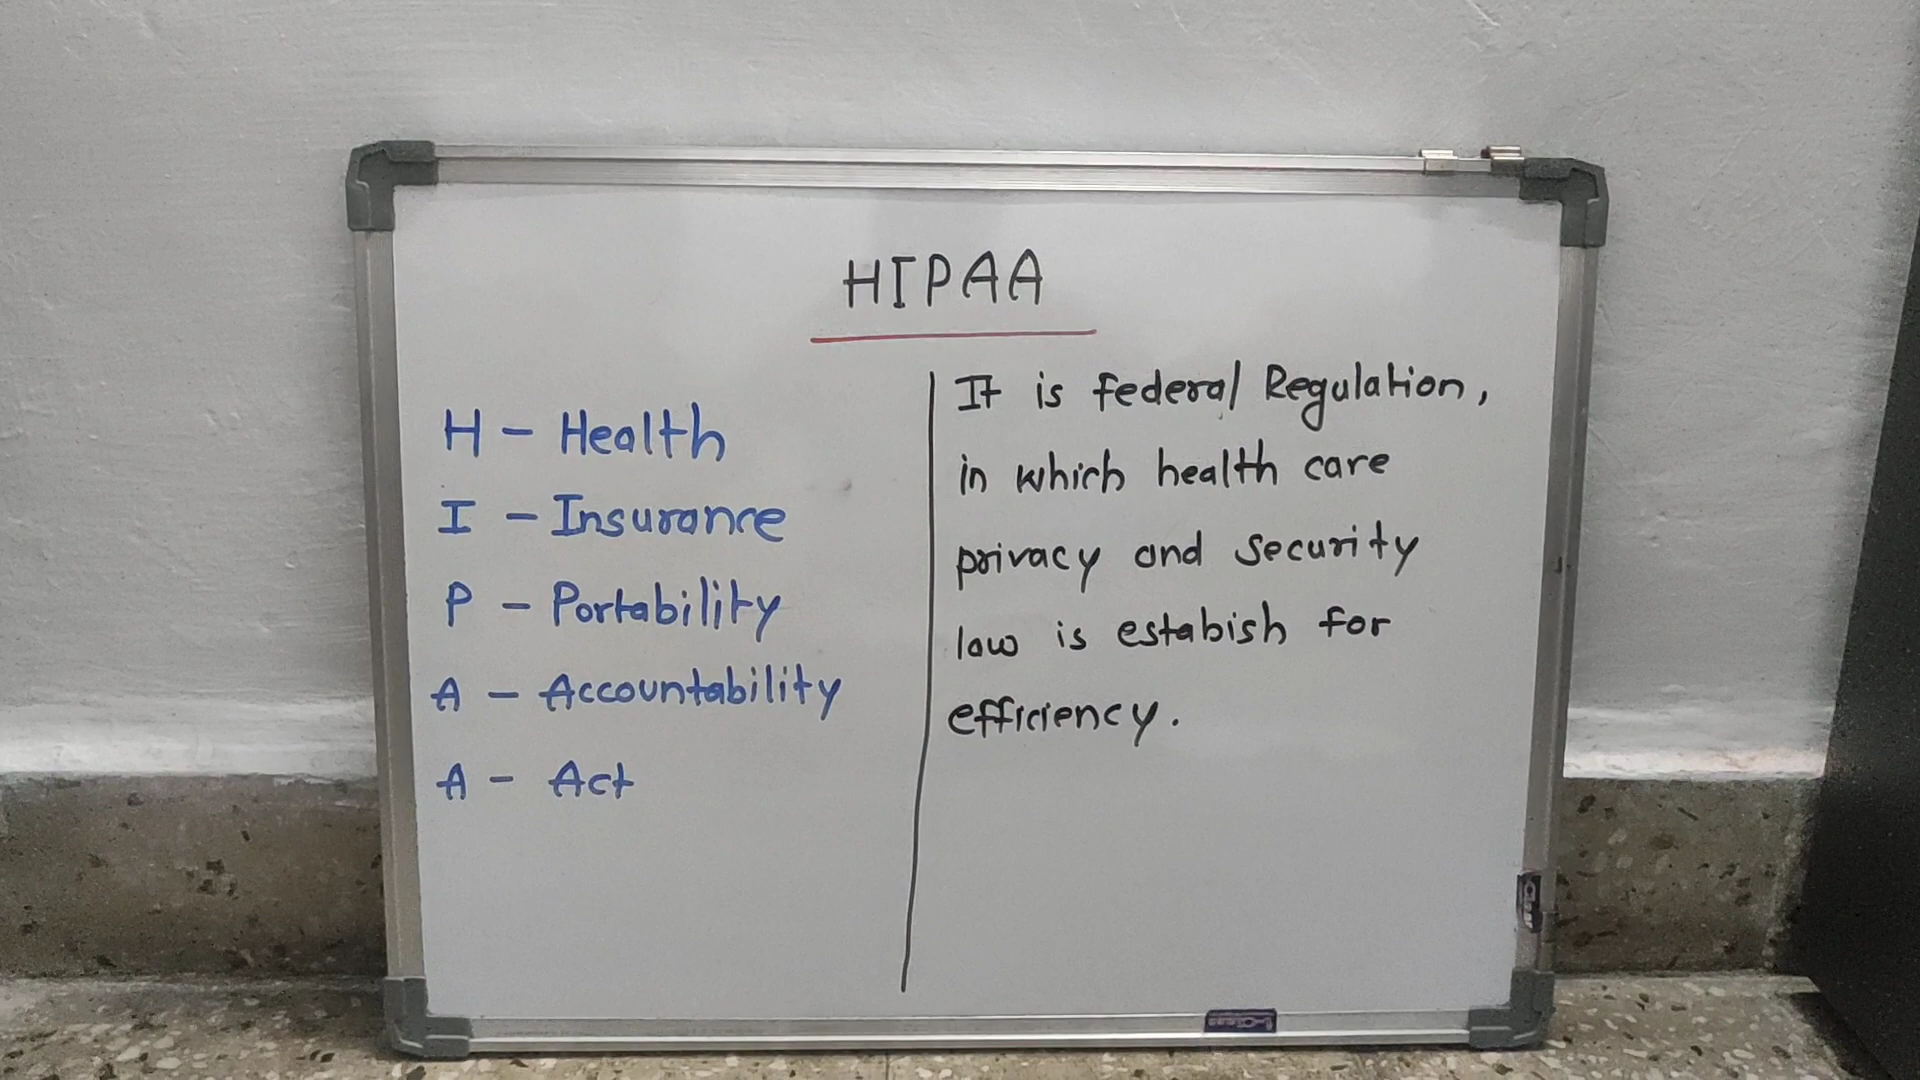 HIPAA
H - Health
I - Insurance
P - Portability
A - Accountability
A - Act
It is federal Regulation,
in which health care
privacy and security
law is estabish for
efficiency.